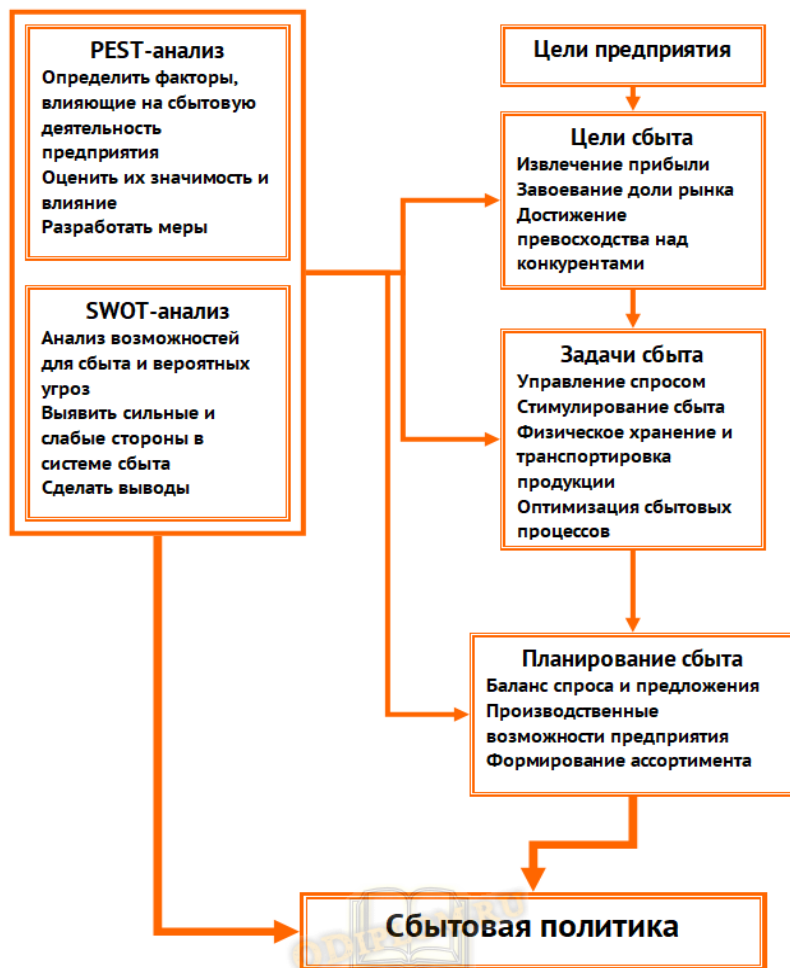 PEST-анализ
Определить факторы,
влияющие на сбытовую
деятельность
предприятия
Оценить их значимость и
влияние
Разработать меры
SWOT-анализ
Анализ возможностей
для сбыта и вероятных
угроз
Выявить сильные и
слабые стороны в
системе сбыта
Сделать выводы
Цели предприятия
Цели сбыта
Извлечение прибыли
Завоевание доли рынка
Достижение
превосходства над
конкурентами
Задачи сбыта
Управление спросом
Стимулирование сбыта
Физическое хранение и
транспортировка
продукции
Оптимизация сбытовых
процессов
Планирование сбыта
Баланс спроса и предложения
Производственные
возможности предприятия
Формирование ассортимента
Сбытовая политика